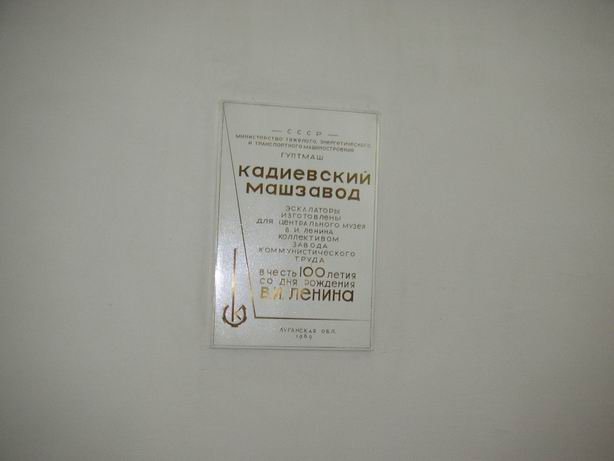 — СССР —
МИНИСТЕРСТВО ТЯЖЕЛОГО, ЭНЕРГЕТИЧЕСКОГО
И ТРАНСПОРТНОГО МАШИНОСТРОЕНИЯ
ГУПТМАШ
КАДИЕВСКИЙ
МАШЗАВОД
ЭСКАЛАТОРЫ
ИЗГОТОВЛЕНЫ
ДЛЯ ЦЕНТРАЛЬНОГО МУЗЕЯ
В. И. ЛЕНИНА
КОЛЛЕКТИВОМ
ЗАВОДА
КОММУНИСТИЧЕСКОГО
ТРУДА
В ЧЕСТЬ 100 ЛЕТИЯ
СО ДНЯ РОЖДЕНИЯ
В.И. ЛЕНИНА
ЛУГАНСКАЯ ОБЛ.
1969